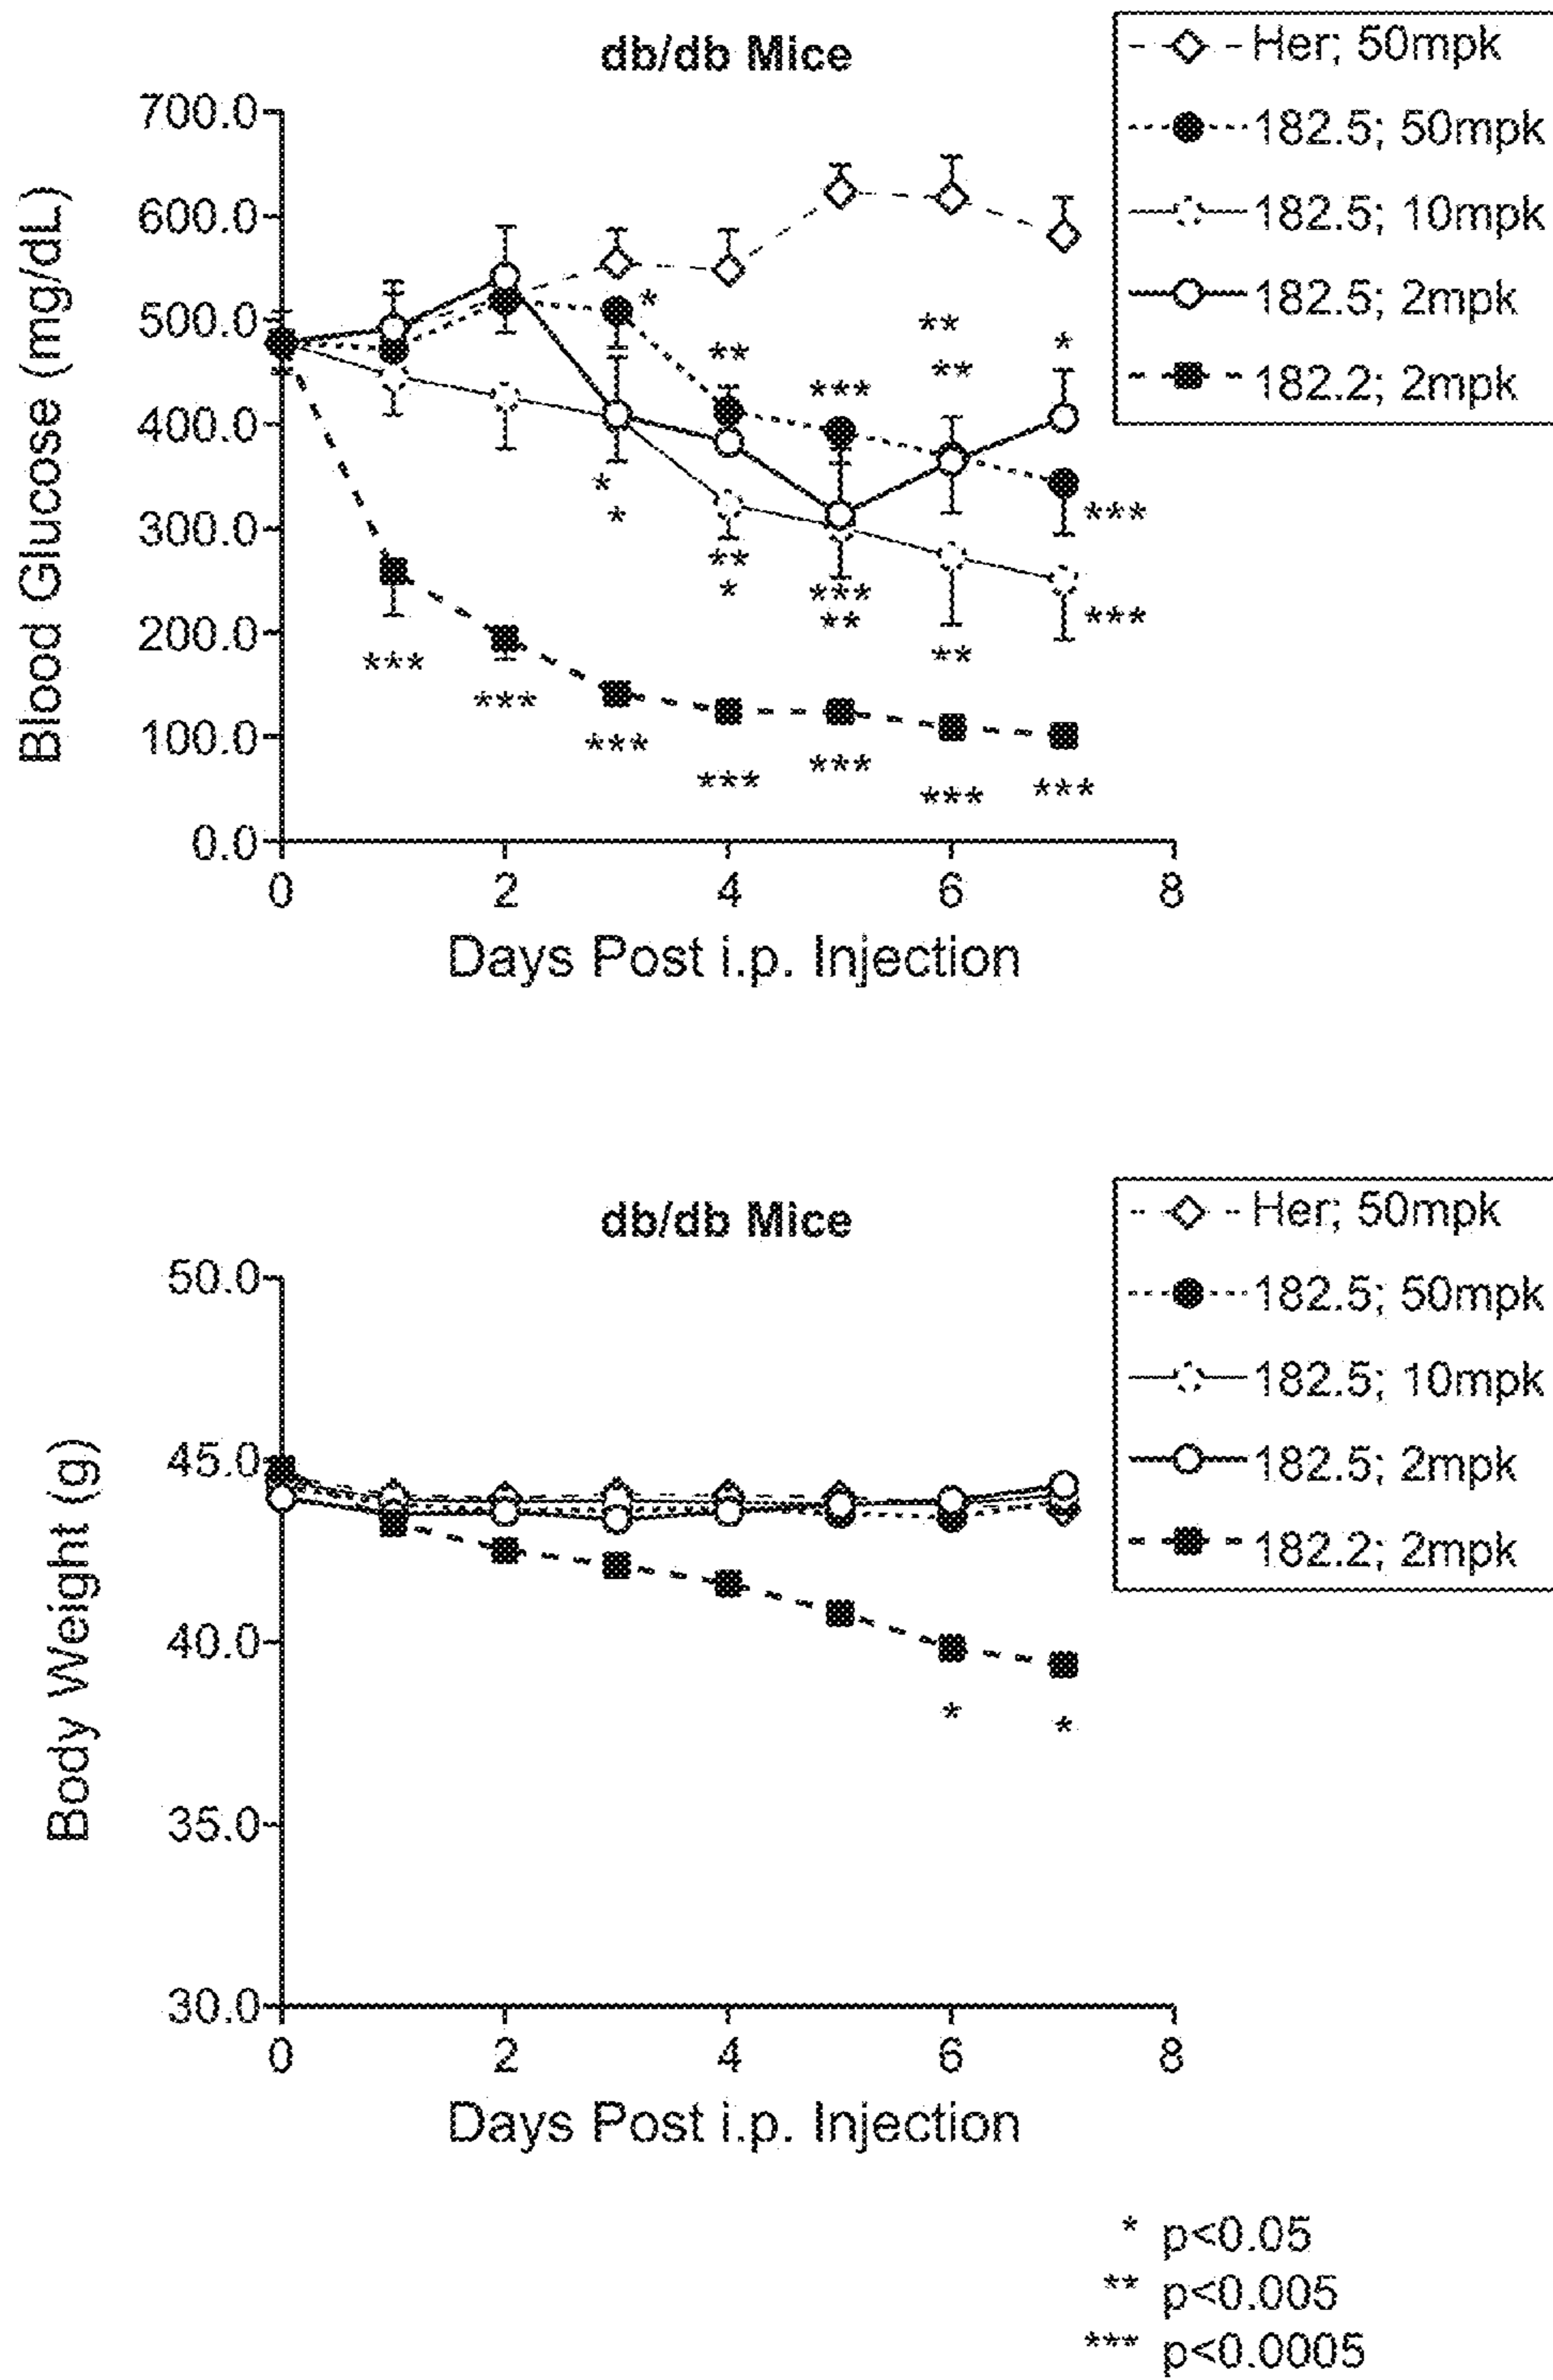 db/db Mice
Her; 50mpk
182.5; 50mpk
182.5; 10mpk
182.5; 2mpk
182.2; 2mpk
Blood Glucose (mg/dL)
700.0
600.0
500.0
400.0
300.0
200.0
100.0
0.0
*
**
***
**
**
*
*
*
**
*
***
**
**
***
***
***
***
***
***
***
***
***
0 2 4 6 8
Days Post i.p. Injection
db/db Mice
Her; 50mpk
182.5; 50mpk
182.5; 10mpk
182.5; 2mpk
182.2; 2mpk
Body Weight (g)
50.0
45.0
40.0
35.0
30.0
*
*
0 2 4 6 8
Days Post i.p. Injection
* p<0.05
** p<0.005
*** p<0.0005